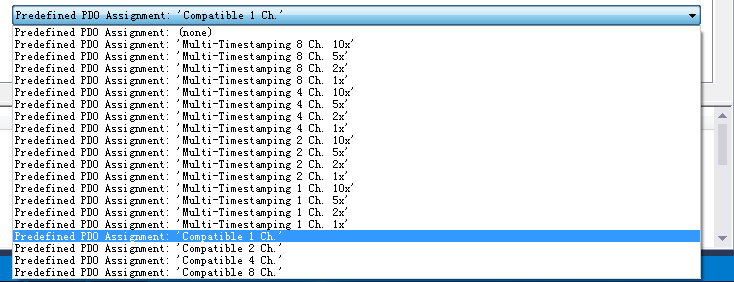 Predefined PDO Assignment: 'Compatible 1 Ch.'
Predefined PDO Assignment: (none)
Predefined PDO Assignment: 'Multi-Timestamping 8 Ch. 10x'
Predefined PDO Assignment: 'Multi-Timestamping 8 Ch. 5x'
Predefined PDO Assignment: 'Multi-Timestamping 8 Ch. 2x'
Predefined PDO Assignment: 'Multi-Timestamping 8 Ch. 1x'
Predefined PDO Assignment: 'Multi-Timestamping 4 Ch. 10x'
Predefined PDO Assignment: 'Multi-Timestamping 4 Ch. 5x'
Predefined PDO Assignment: 'Multi-Timestamping 4 Ch. 2x'
Predefined PDO Assignment: 'Multi-Timestamping 4 Ch. 1x'
Predefined PDO Assignment: 'Multi-Timestamping 2 Ch. 10x'
Predefined PDO Assignment: 'Multi-Timestamping 2 Ch. 5x'
Predefined PDO Assignment: 'Multi-Timestamping 2 Ch. 2x'
Predefined PDO Assignment: 'Multi-Timestamping 2 Ch. 1x'
Predefined PDO Assignment: 'Multi-Timestamping 1 Ch. 10x'
Predefined PDO Assignment: 'Multi-Timestamping 1 Ch. 5x'
Predefined PDO Assignment: 'Multi-Timestamping 1 Ch. 2x'
Predefined PDO Assignment: 'Multi-Timestamping 1 Ch. 1x'
Predefined PDO Assignment: 'Compatible 1 Ch.'
Predefined PDO Assignment: 'Compatible 2 Ch.'
Predefined PDO Assignment: 'Compatible 4 Ch.'
Predefined PDO Assignment: 'Compatible 8 Ch.'